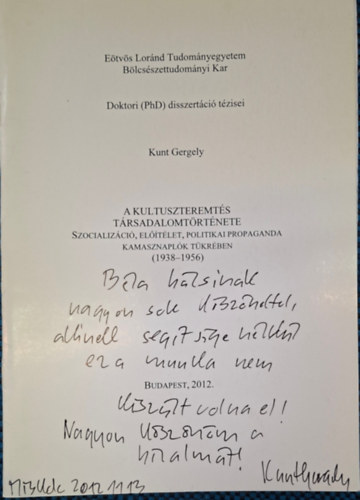 Eötvös Loránd Tudományegyetem
Bölcsészettudományi Kar
Doktori (PhD) disszertáció tézisei
Kunt Gergely
A KULTUSZTEREMTÉS
TÁRSADALOMTÖRTÉNETE
SZOCIALIZÁCIÓ, ELŐÍTÉLET, POLITIKAI PROPAGANDA
KAMASZNAPLÓK TÜKRÉBEN
(1938–1956)
Béla bácsinak
nagyon sok köszönettel,
akinek segítsége nélkül
ez a munka nem
BUDAPEST, 2012.
készült volna el!
Nagyon köszönöm a
bizalmát!
Kunt Gergely
Miskolc 2012 11 13